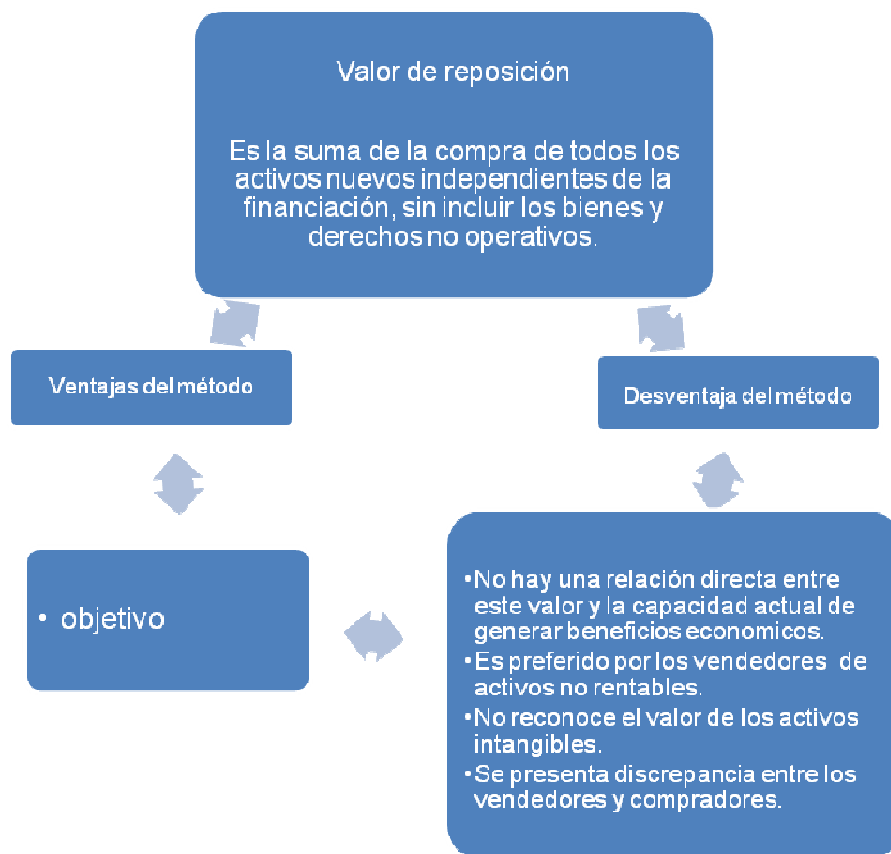 Valor de reposición
Es la suma de la compra de todos los
activos nuevos independientes de la
financiación, sin incluir los bienes y
derechos no operativos.
Ventajas del método
Desventaja del método
• objetivo
•No hay una relación directa entre
este valor y la capacidad actual de
generar beneficios economicos.
•Es preferido por los vendedores de
activos no rentables.
•No reconoce el valor de los activos
intangibles.
•Se presenta discrepancia entre los
vendedores y compradores.